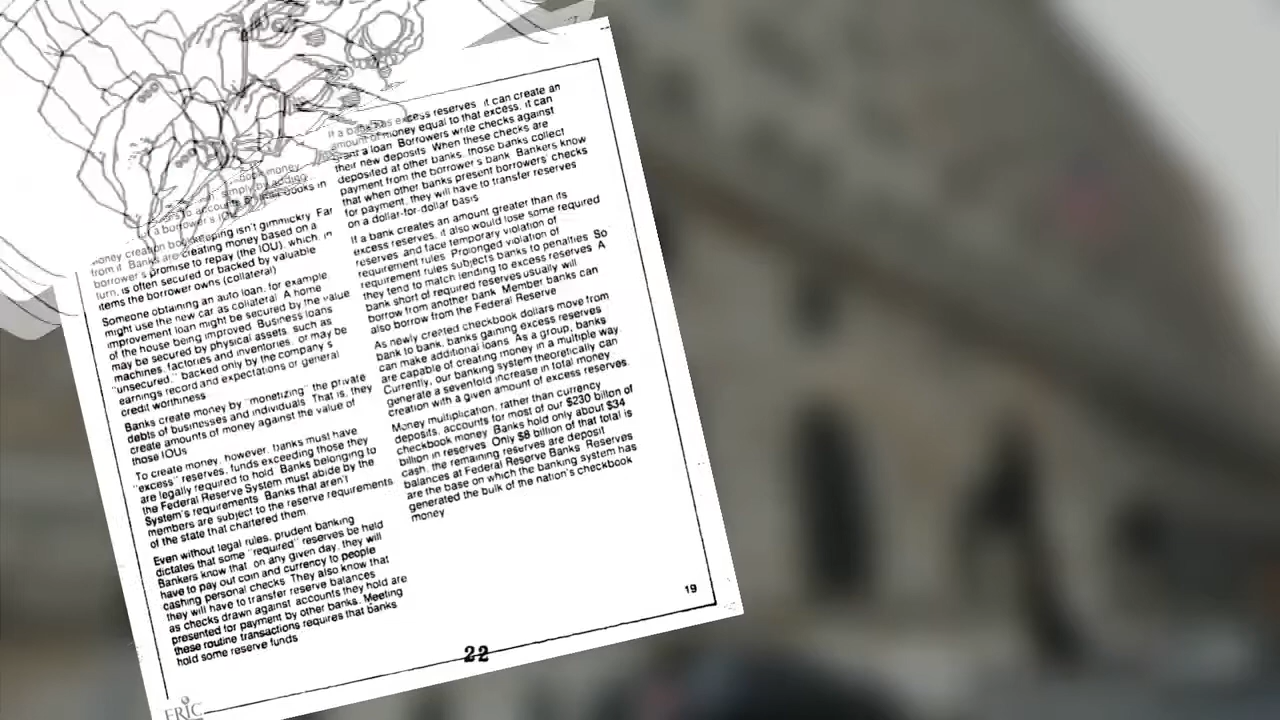 money
simply by adding
to accounts books in
a borrower's
money creation bookkeeping isn't gimmickry. Far
from it. Banks are creating money based on a
borrower's promise to repay (the IOU), which, in
turn, is often secured or backed by valuable
items the borrower owns (collateral)
Someone obtaining an auto loan, for example,
might use the new car as collateral. A home
improvement loan might be secured by the value
of the house being improved. Business loans
may be secured by physical assets, such as
machines, factories and inventories, or may be
"unsecured," backed only by the company's
earnings record and expectations or general
credit worthiness
Banks create money by "monetizing" the private
debts of businesses and individuals. That is, they
create amounts of money against the value of
those IOUs
To create money, however, banks must have
"excess" reserves, funds exceeding those they
are legally required to hold. Banks belonging to
the Federal Reserve System must abide by the
System's requirements. Banks that aren't
members are subject to the reserve requirements
of the state that chartered them
Even without legal rules, prudent banking
dictates that some "required" reserves be held
Bankers know that, on any given day, they will
have to pay out coin and currency to people
cashing personal checks. They also know that
they will have to transfer reserve balances
as checks drawn against accounts they hold are
presented for payment by other banks. Meeting
these routine transactions requires that banks
hold some reserve funds
If a bank has excess reserves it can create an
amount of money equal to that excess, it can
grant a loan. Borrowers write checks against
their new deposits. When these checks are
deposited at other banks, those banks collect
payment from the borrower's bank. Bankers know
that when other banks present borrowers' checks
for payment, they will have to transfer reserves
on a dollar-for-dollar basis
If a bank creates an amount greater than its
excess reserves, it also would lose some required
reserves and face temporary violation of
requirement rules. Prolonged violation of
requirement rules subjects banks to penalties. So
they tend to match lending to excess reserves. A
bank short of required reserves usually will
borrow from another bank. Member banks can
also borrow from the Federal Reserve
As newly created checkbook dollars move from
bank to bank, banks gaining excess reserves
can make additional loans. As a group, banks
are capable of creating money in a multiple way.
Currently, our banking system theoretically can
generate a sevenfold increase in total money
creation with a given amount of excess reserves.
Money multiplication, rather than currency
deposits, accounts for most of our $230 billion of
checkbook money. Banks hold only about $34
billion in reserves. Only $8 billion of that total is
cash, the remaining reserves are deposit
balances at Federal Reserve Banks. Reserves
are the base on which the banking system has
generated the bulk of the nation's checkbook
money
19
22
ERIC